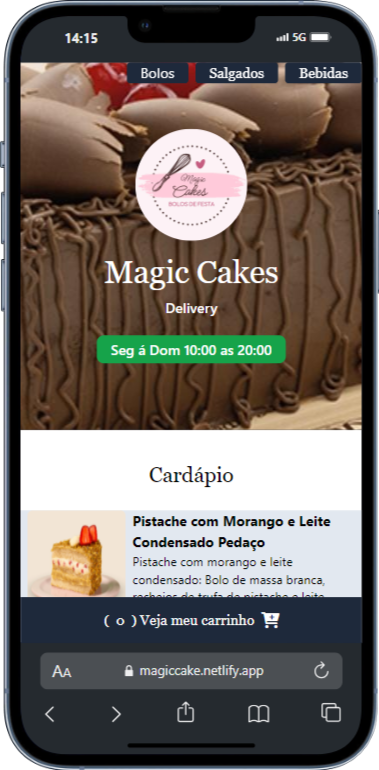 14:15
5G
Bolos
Salgados
Bebidas
Magic
Cakes
BOLOS DE FESTA
Magic Cakes
Delivery
Seg á Dom 10:00 as 20:00
Cardápio
Pistache com Morango e Leite
Condensado Pedaço
Pistache com morango e leite
condensado: Bolo de massa branca,
recheios de trufa de pistache e leite
( o ) Veja meu carrinho
AA
magiccake.netlify.app